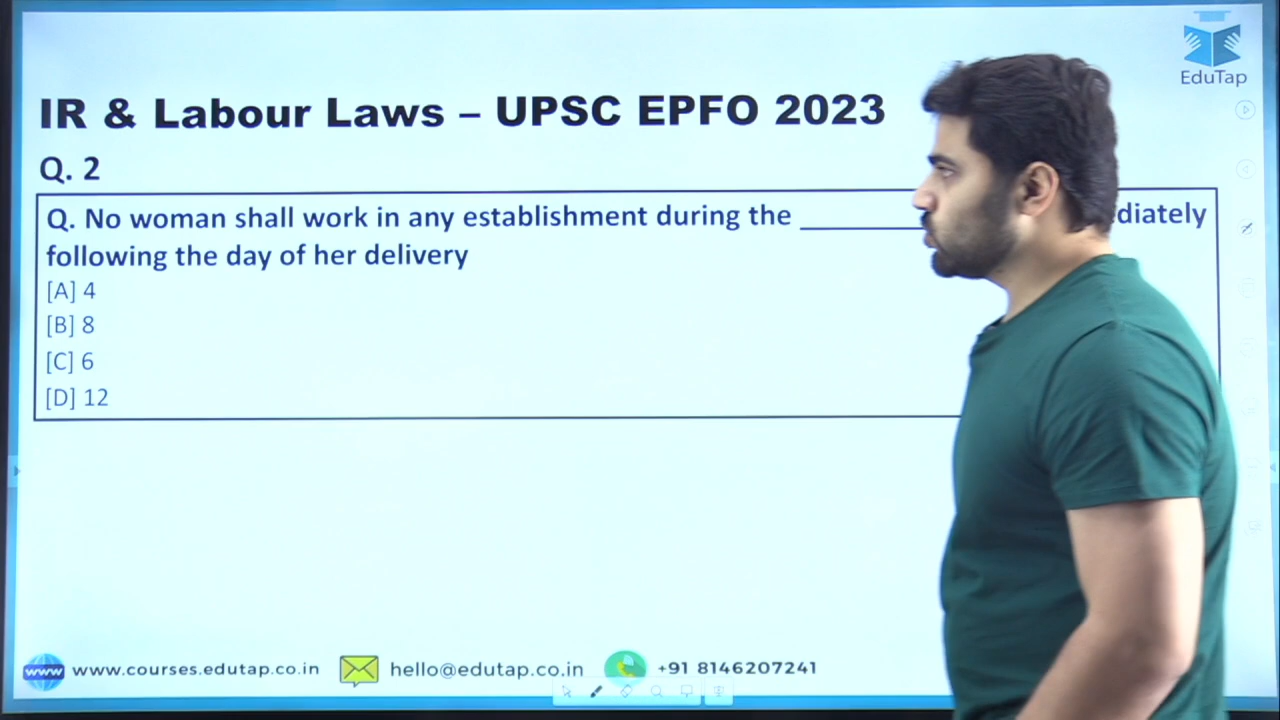 EduTap
IR & Labour Laws – UPSC EPFO 2023
Q. 2
Q. No woman shall work in any establishment during the ________ diately
following the day of her delivery
[A] 4
[B] 8
[C] 6
[D] 12
www www.courses.edutap.co.in hello@edutap.co.in +91 8146207241